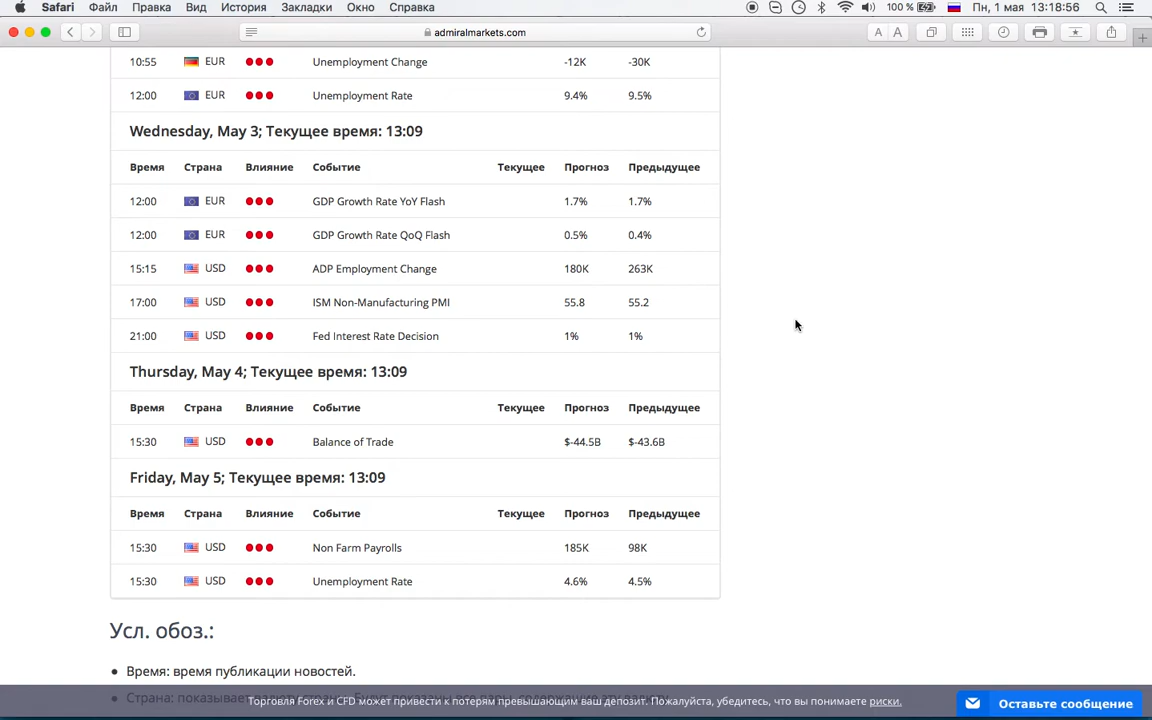 Safari Файл Правка Вид История Закладки Окно Справка 100 % Пн, 1 мая 13:18:56
admiralmarkets.com A A
10:55 EUR Unemployment Change -12K -30K
12:00 EUR Unemployment Rate 9.4% 9.5%
Wednesday, May 3; Текущее время: 13:09
Время Страна Влияние Событие Текущее Прогноз Предыдущее
12:00 EUR GDP Growth Rate YoY Flash 1.7% 1.7%
12:00 EUR GDP Growth Rate QoQ Flash 0.5% 0.4%
15:15 USD ADP Employment Change 180K 263K
17:00 USD ISM Non-Manufacturing PMI 55.8 55.2
21:00 USD Fed Interest Rate Decision 1% 1%
Thursday, May 4; Текущее время: 13:09
Время Страна Влияние Событие Текущее Прогноз Предыдущее
15:30 USD Balance of Trade $-44.5B $-43.6B
Friday, May 5; Текущее время: 13:09
Время Страна Влияние Событие Текущее Прогноз Предыдущее
15:30 USD Non Farm Payrolls 185K 98K
15:30 USD Unemployment Rate 4.6% 4.5%
Усл. обоз.:
• Время: время публикации новостей.
• Страна: показывает валюту страны.
Торговля Forex и CFD может привести к потерям превышающим ваш депозит. Пожалуйста, убедитесь, что вы понимаете риски.
Оставьте сообщение